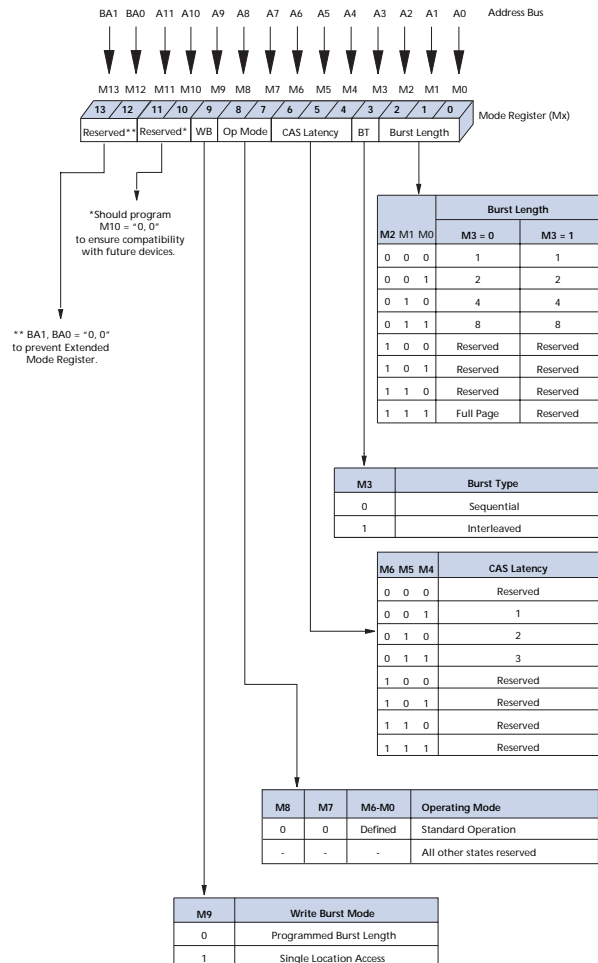 BA1 BA0 A11 A10 A9 A8 A7 A6 A5 A4 A3 A2 A1 A0 Address Bus
M13 M12 M11 M10 M9 M8 M7 M6 M5 M4 M3 M2 M1 M0
13 12 11 10 9 8 7 6 5 4 3 2 1 0 Mode Register (Mx)
Reserved** Reserved* WB Op Mode CAS Latency BT Burst Length
*Should program
M10 = “0, 0”
to ensure compatibility
with future devices.
** BA1, BA0 = “0, 0”
to prevent Extended
Mode Register.
Burst Length
M2 M1 M0 M3 = 0 M3 = 1
0 0 0 1 1
0 0 1 2 2
0 1 0 4 4
0 1 1 8 8
1 0 0 Reserved Reserved
1 0 1 Reserved Reserved
1 1 0 Reserved Reserved
1 1 1 Full Page Reserved
M3 Burst Type
0 Sequential
1 Interleaved
M6 M5 M4 CAS Latency
0 0 0 Reserved
0 0 1 1
0 1 0 2
0 1 1 3
1 0 0 Reserved
1 0 1 Reserved
1 1 0 Reserved
1 1 1 Reserved
M8 M7 M6-M0 Operating Mode
0 0 Defined Standard Operation
- - - All other states reserved
M9 Write Burst Mode
0 Programmed Burst Length
1 Single Location Access